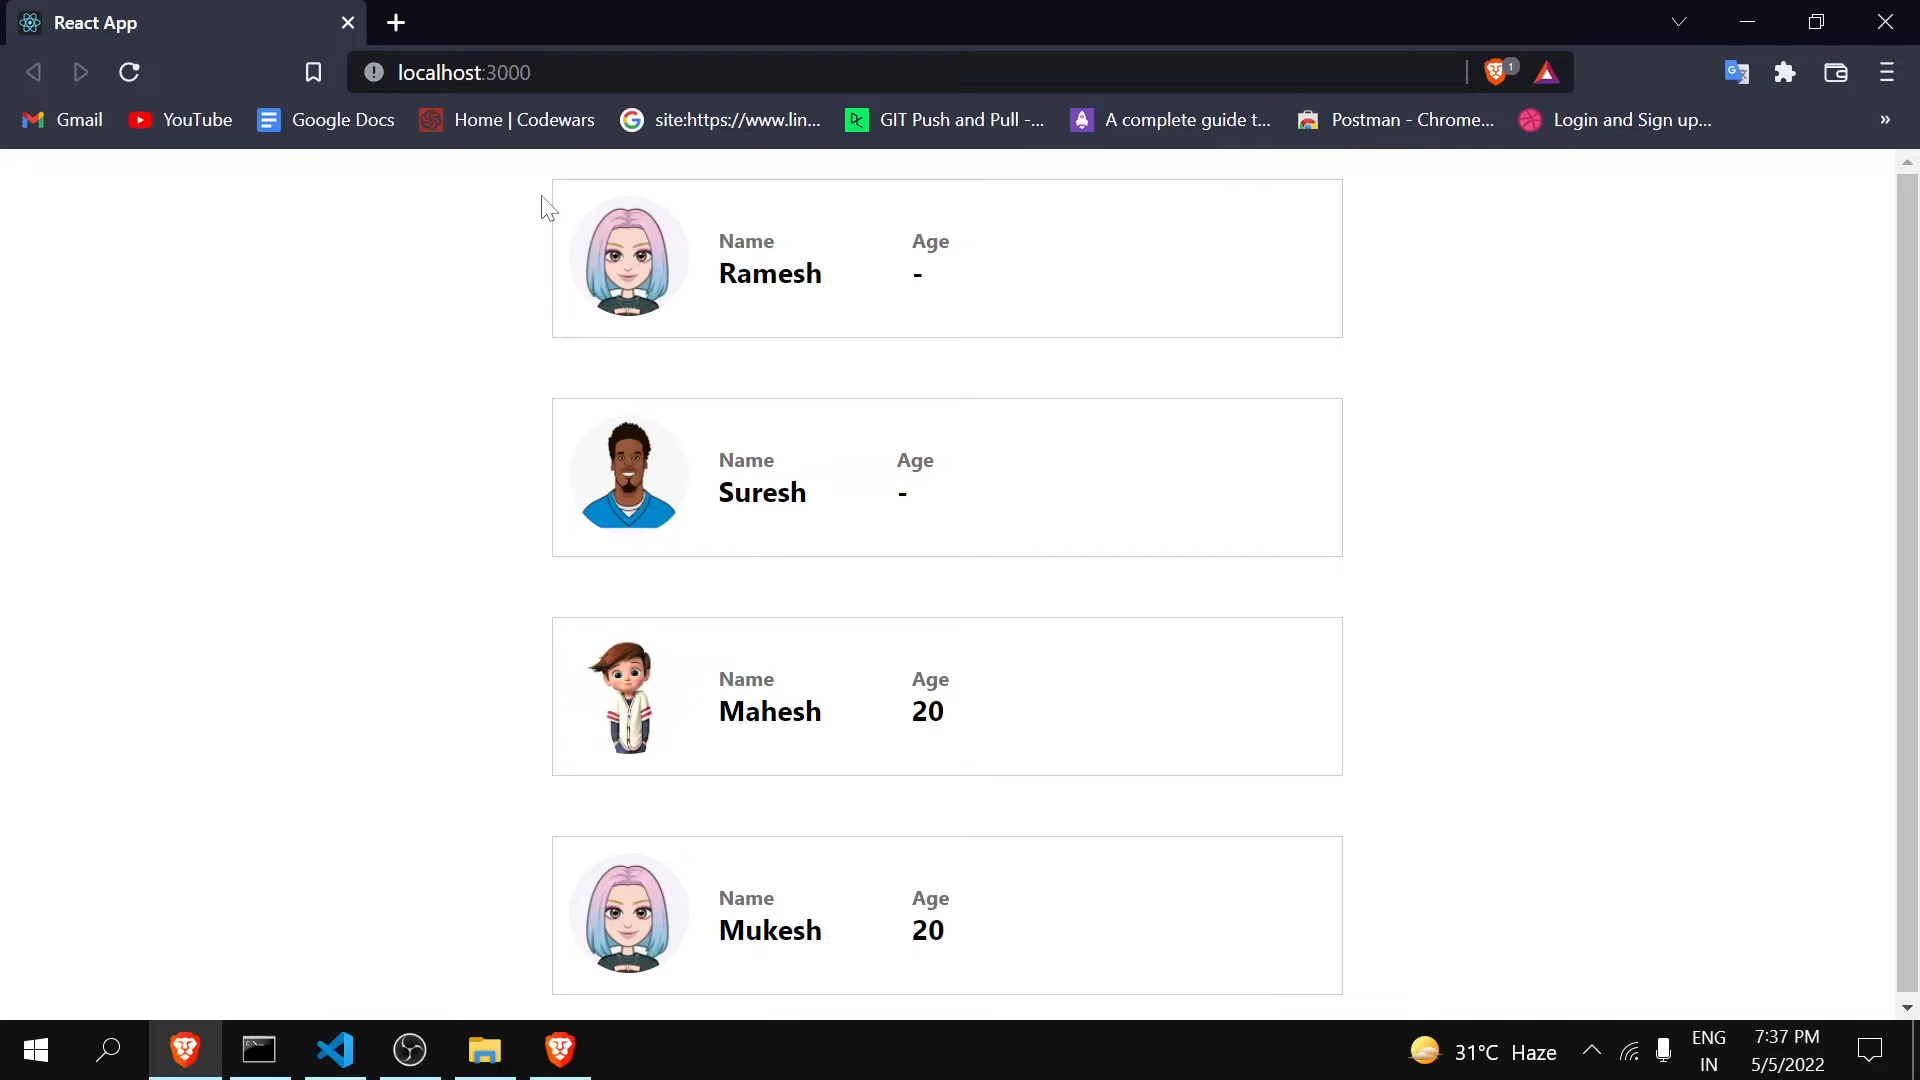 React App
localhost:3000
1
Gmail YouTube Google Docs Home | Codewars site:https://www.lin... GIT Push and Pull -... A complete guide t... Postman - Chrome... Login and Sign up... »
Name Age
Ramesh -
Name Age
Suresh -
Name Age
Mahesh 20
Name Age
Mukesh 20
31°C Haze
ENG
IN
7:37 PM
5/5/2022